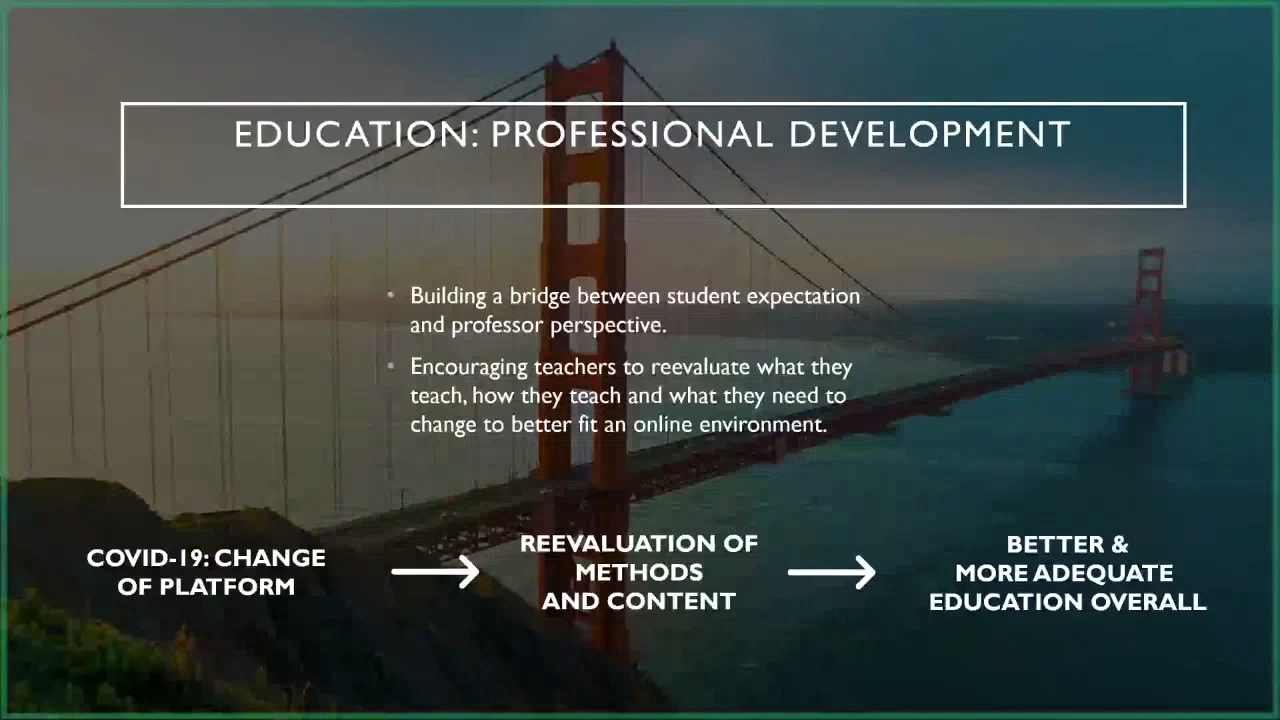 EDUCATION: PROFESSIONAL DEVELOPMENT
• Building a bridge between student expectation
and professor perspective.
• Encouraging teachers to reevaluate what they
teach, how they teach and what they need to
change to better fit an online environment.
COVID-19: CHANGE
OF PLATFORM
REEVALUATION OF
METHODS
AND CONTENT
BETTER &
MORE ADEQUATE
EDUCATION OVERALL